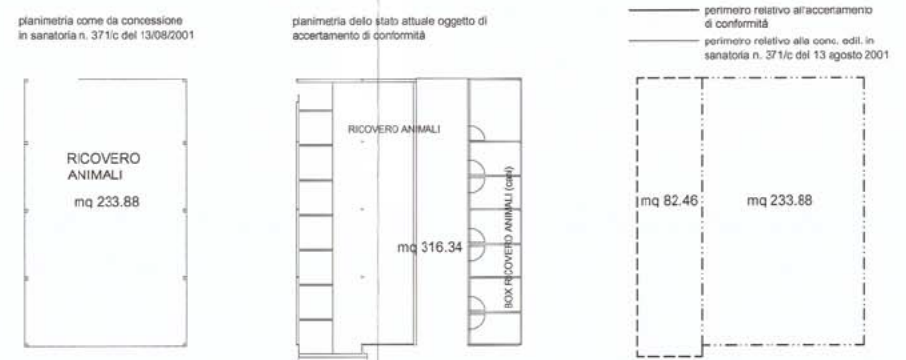 planimetria come da concessione
in sanatoria n. 371/c del 13/08/2001
RICOVERO
ANIMALI
mq 233.88
planimetria dello stato attuale oggetto di
accertamento di conformità
RICOVERO ANIMALI
mq 316.34
BOX RICOVERO ANIMALI (cani)
perimetro relativo all'accertamento
di conformità
perimetro relativo alla conc. edil. in
sanatoria n. 371/c del 13 agosto 2001
mq 82.46
mq 233.88